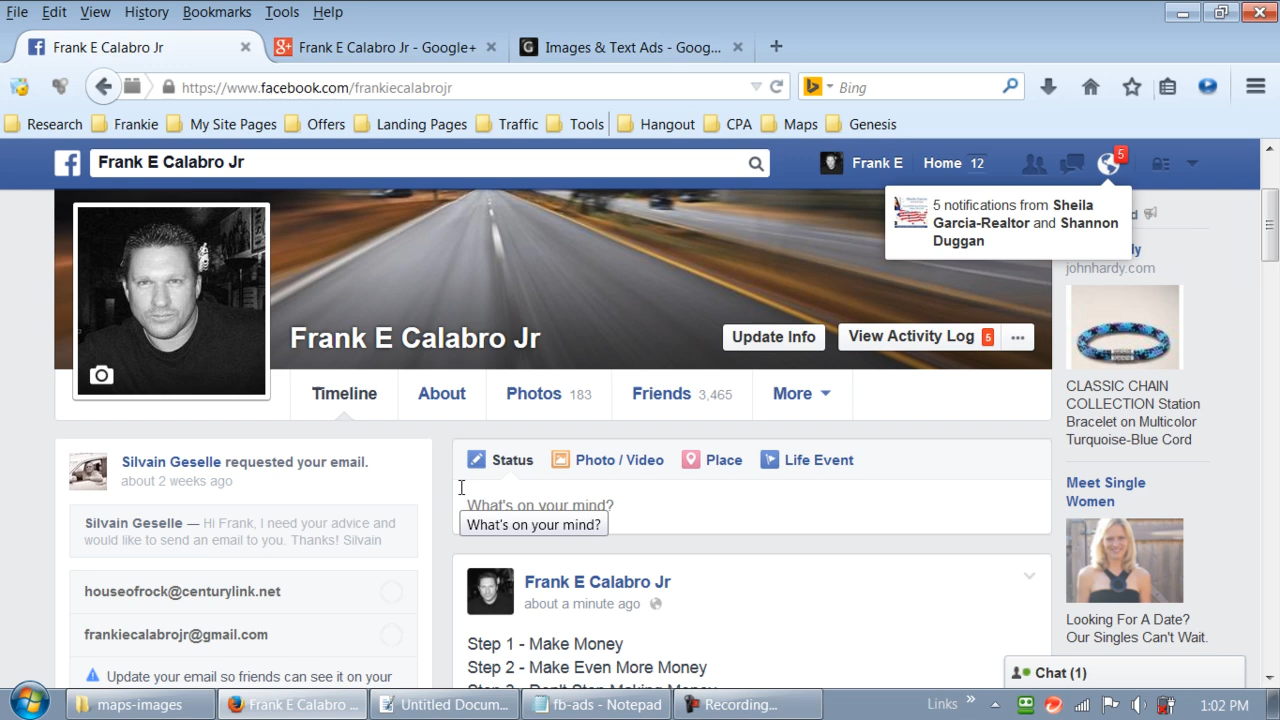 File Edit View History Bookmarks Tools Help
Frank E Calabro Jr
Frank E Calabro Jr - Google+
Images & Text Ads - Goog...
https://www.facebook.com/frankiecalabrojr
Bing
Research Frankie My Site Pages Offers Landing Pages Traffic Tools Hangout CPA Maps Genesis
Frank E Calabro Jr
Frank E Home 12
5
5 notifications from Sheila
Garcia-Realtor and Shannon
Duggan
Frank E Calabro Jr
Update Info
View Activity Log 5
Timeline About Photos 183 Friends 3,465 More
Silvain Geselle requested your email.
about 2 weeks ago
Silvain Geselle — Hi Frank, I need your advice and
would like to send an email to you. Thanks! Silvain
houseofrock@centurylink.net
frankiecalabrojr@gmail.com
Update your email so friends can see it on your
Status Photo / Video Place Life Event
What's on your mind?
What's on your mind?
Frank E Calabro Jr
about a minute ago
Step 1 - Make Money
Step 2 - Make Even More Money
Step 3 - Don't Stop Making Money
johnhardy.com
CLASSIC CHAIN
COLLECTION Station
Bracelet on Multicolor
Turquoise-Blue Cord
Meet Single
Women
Looking For A Date?
Our Singles Can't Wait.
Chat (1)
maps-images
Frank E Calabro ...
Untitled Docum...
fb-ads - Notepad
Recording...
Links »
1:02 PM